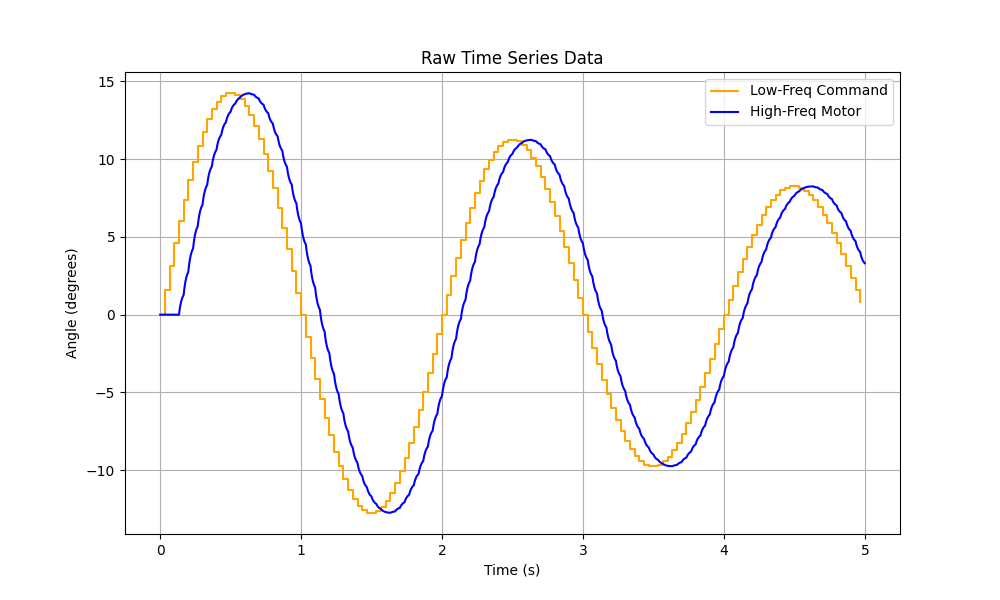 Raw Time Series Data
Low-Freq Command
High-Freq Motor
Angle (degrees)
15
10
5
0
−5
−10
0 1 2 3 4 5
Time (s)